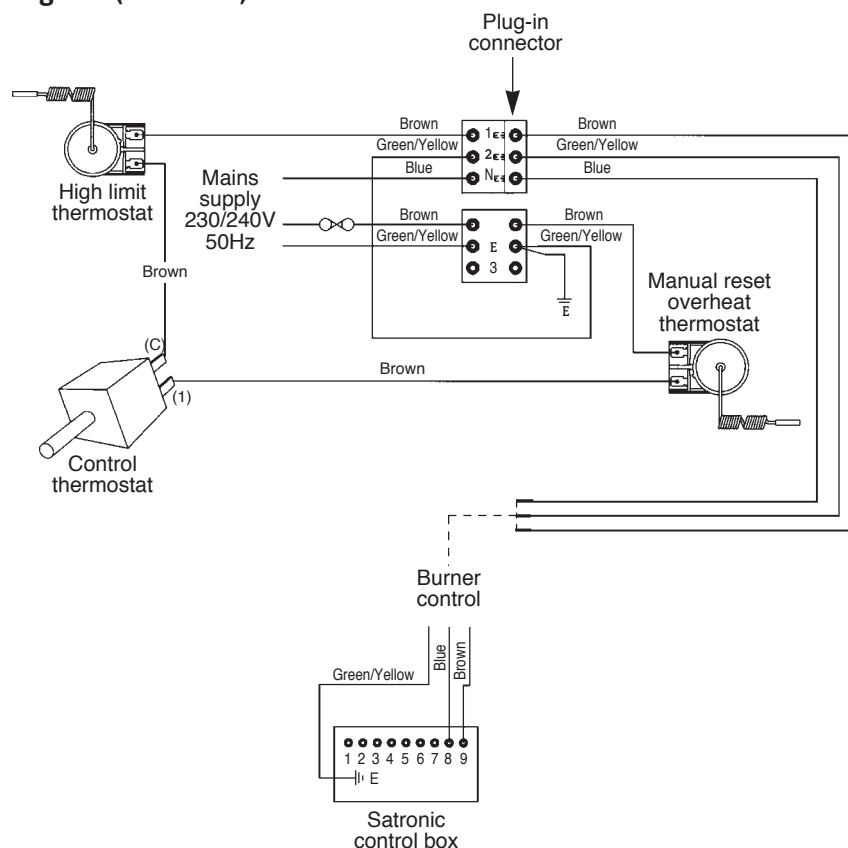 Plug-in
connector
Brown
Brown
1
Green/Yellow
Green/Yellow
2
Blue
Blue
N
High limit
thermostat
Mains
supply
230/240V
50Hz
Brown
Brown
Green/Yellow
Green/Yellow
E
3
E
Brown
Manual reset
overheat
thermostat
(C)
Brown
(1)
Control
thermostat
Burner
control
Green/Yellow
Blue
Brown
1 2 3 4 5 6 7 8 9
E
Satronic
control box